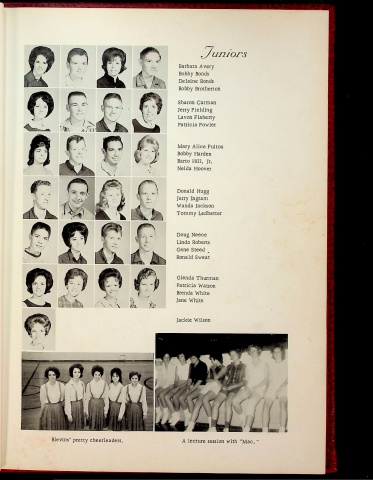 Juniors
Barbara Avery
Bobby Bonds
Delaine Bonds
Bobby Brotherton
Sharon Carman
Jerry Fielding
Lavon Flaherty
Patricia Fowler
Mary Alice Fulton
Bobby Harden
Barto Hill, Jr.
Nelda Hoover
Donald Hugg
Jerry Ingram
Wanda Jackson
Tommy Ledbetter
Doug Neece
Linda Roberts
Gene Steed
Ronald Sweat
Glenda Thurman
Patricia Watson
Brenda White
Jane White
Jackie Wilson
Blevins' pretty cheerleaders.
A lecture session with "Mac."